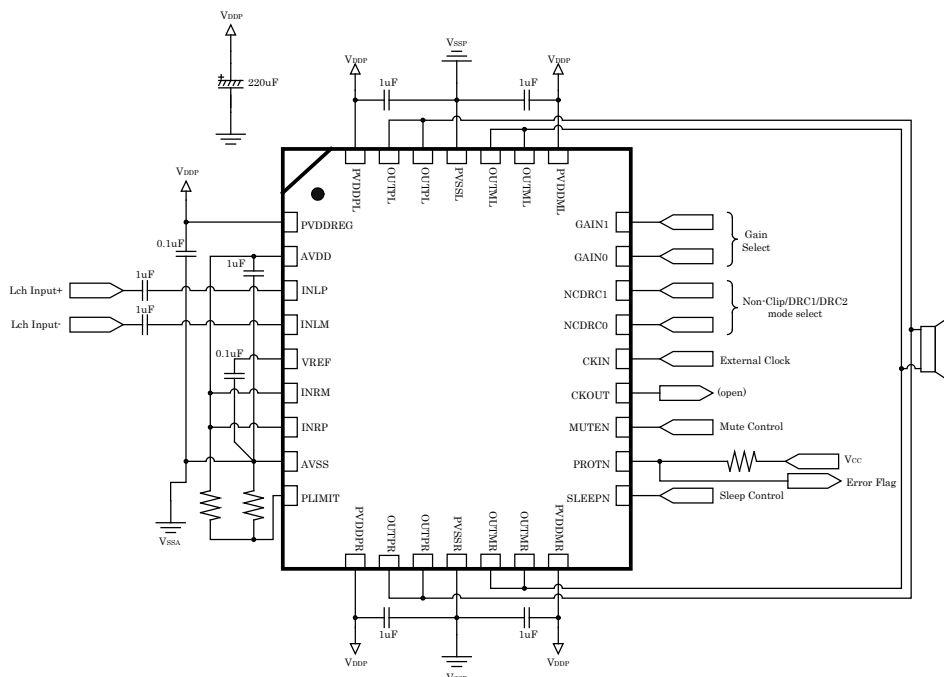 VDDP
220uF
VDDP
VSSP
VDDP
1uF
1uF
PVDDPL
OUTPL
OUTPL
PVSSL
OUTML
OUTML
PVDDML
VDDP
0.1uF
1uF
Lch Input+
1uF
Lch Input-
1uF
0.1uF
VSSA
PVDDREG
AVDD
INLP
INLM
VREF
INRM
INRP
AVSS
PLIMIT
GAIN1
GAIN0
NCDRC1
NCDRC0
CKIN
CKOUT
MUTEN
PROTN
SLEEPN
Gain
Select
Non-Clip/DRC1/DRC2
mode select
External Clock
(open)
Mute Control
VCC
Error Flag
Sleep Control
PVDDPR
OUTPR
OUTPR
PVSSR
OUTMR
OUTMR
PVDDMR
1uF
1uF
VDDP
VDDP